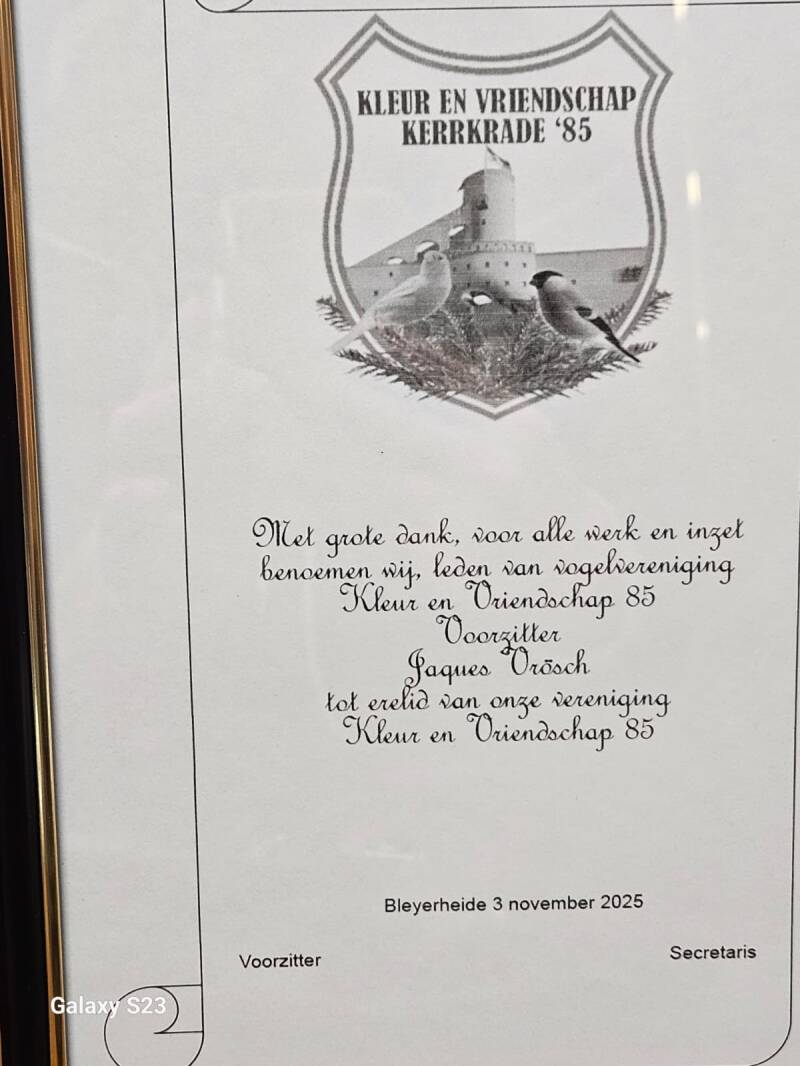 KLEUR EN VRIENDSCHAP
KERRKRADE ‘85
Met grote dank, voor alle werk en inzet
benoemen wij, leden van vogelvereniging
Kleur en Vriendschap 85
Voorzitter
Jaques Vrösch
tot erelid van onze vereniging
Kleur en Vriendschap 85
Bleyerheide 3 november 2025
Voorzitter
Secretaris
Galaxy S23